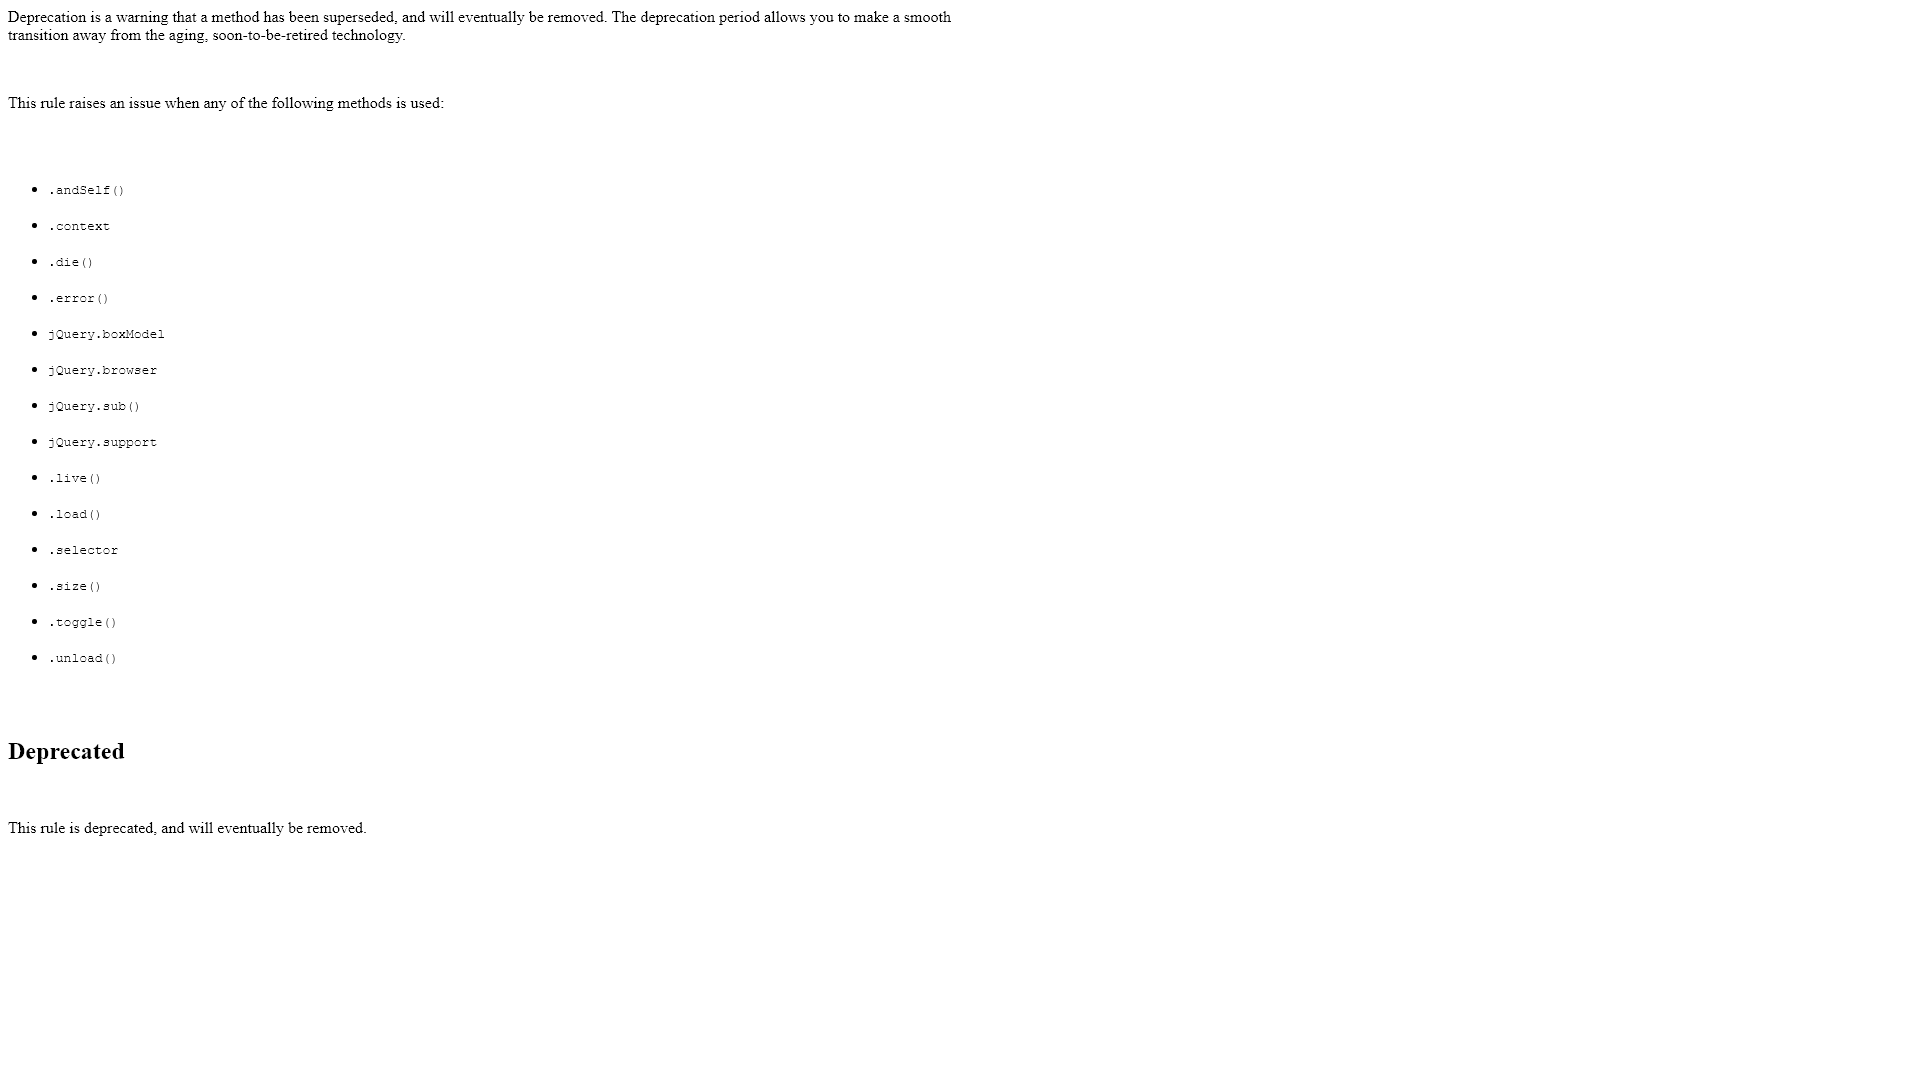 Deprecation is a warning that a method has been superseded, and will eventually be removed. The deprecation period allows you to make a smooth
transition away from the aging, soon-to-be-retired technology.
This rule raises an issue when any of the following methods is used:
• .andSelf()
• .context
• .die()
• .error()
• jQuery.boxModel
• jQuery.browser
• jQuery.sub()
• jQuery.support
• .live()
• .load()
• .selector
• .size()
• .toggle()
• .unload()
Deprecated
This rule is deprecated, and will eventually be removed.